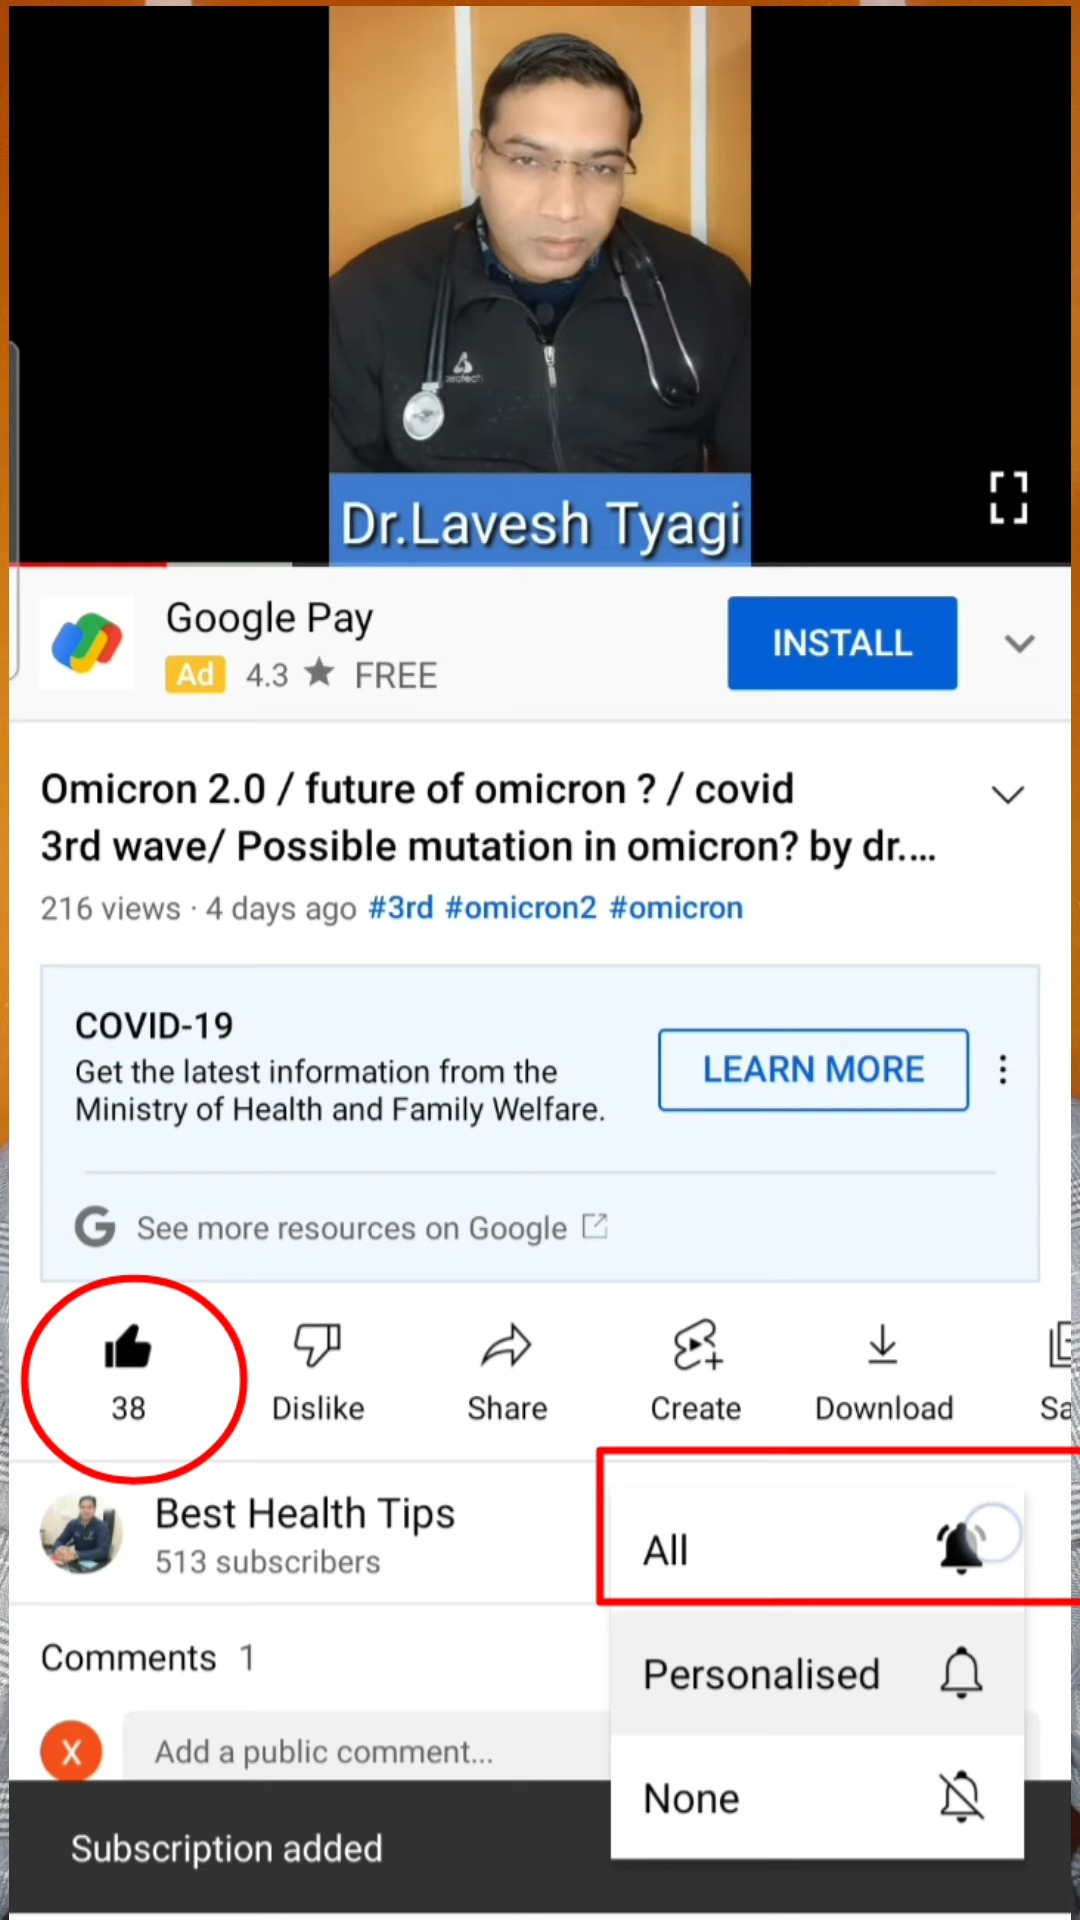 Dr.Lavesh Tyagi
Google Pay
Ad 4.3 ★ FREE
INSTALL
Omicron 2.0 / future of omicron ? / covid
3rd wave/ Possible mutation in omicron? by dr....
216 views · 4 days ago #3rd #omicron2 #omicron
COVID-19
Get the latest information from the
Ministry of Health and Family Welfare.
LEARN MORE
G See more resources on Google
38
Dislike
Share
Create
Download
Sa
Best Health Tips
513 subscribers
All
Personalised
None
Comments 1
X
Add a public comment...
Subscription added